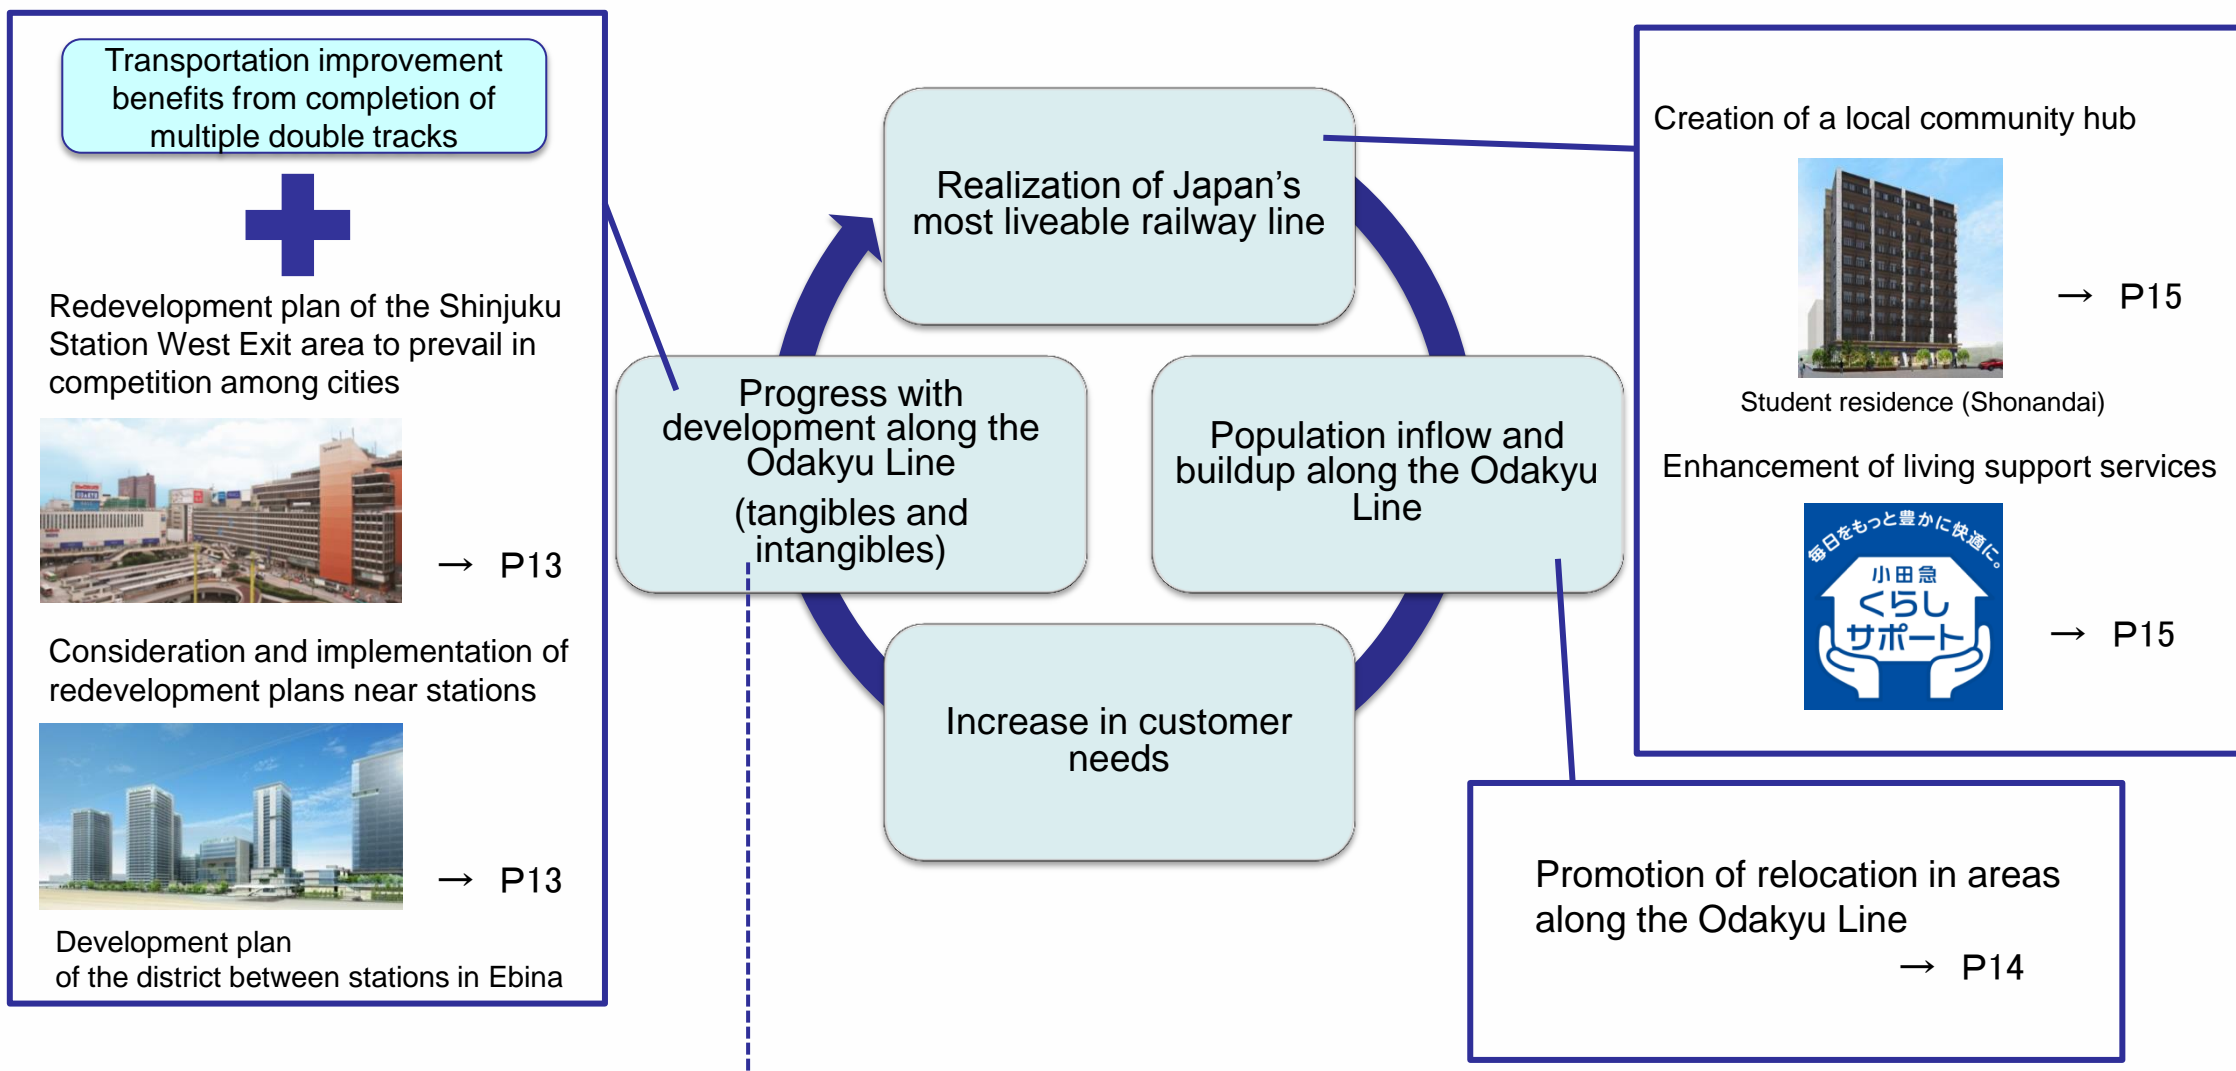 Transportation improvement
benefits from completion of
multiple double tracks
Redevelopment plan of the Shinjuku
Station West Exit area to prevail in
competition among cities
→ P13
Consideration and implementation of
redevelopment plans near stations
→ P13
Development plan
of the district between stations in Ebina
Realization of Japan’s
most liveable railway line
Progress with
development along the
Odakyu Line
(tangibles and
intangibles)
Population inflow and
buildup along the Odakyu
Line
Increase in customer
needs
Creation of a local community hub
→ P15
Student residence (Shonandai)
Enhancement of living support services
毎日をもっと豊かに快適に。
小田急
くらし
サポート
→ P15
Promotion of relocation in areas
along the Odakyu Line
→ P14